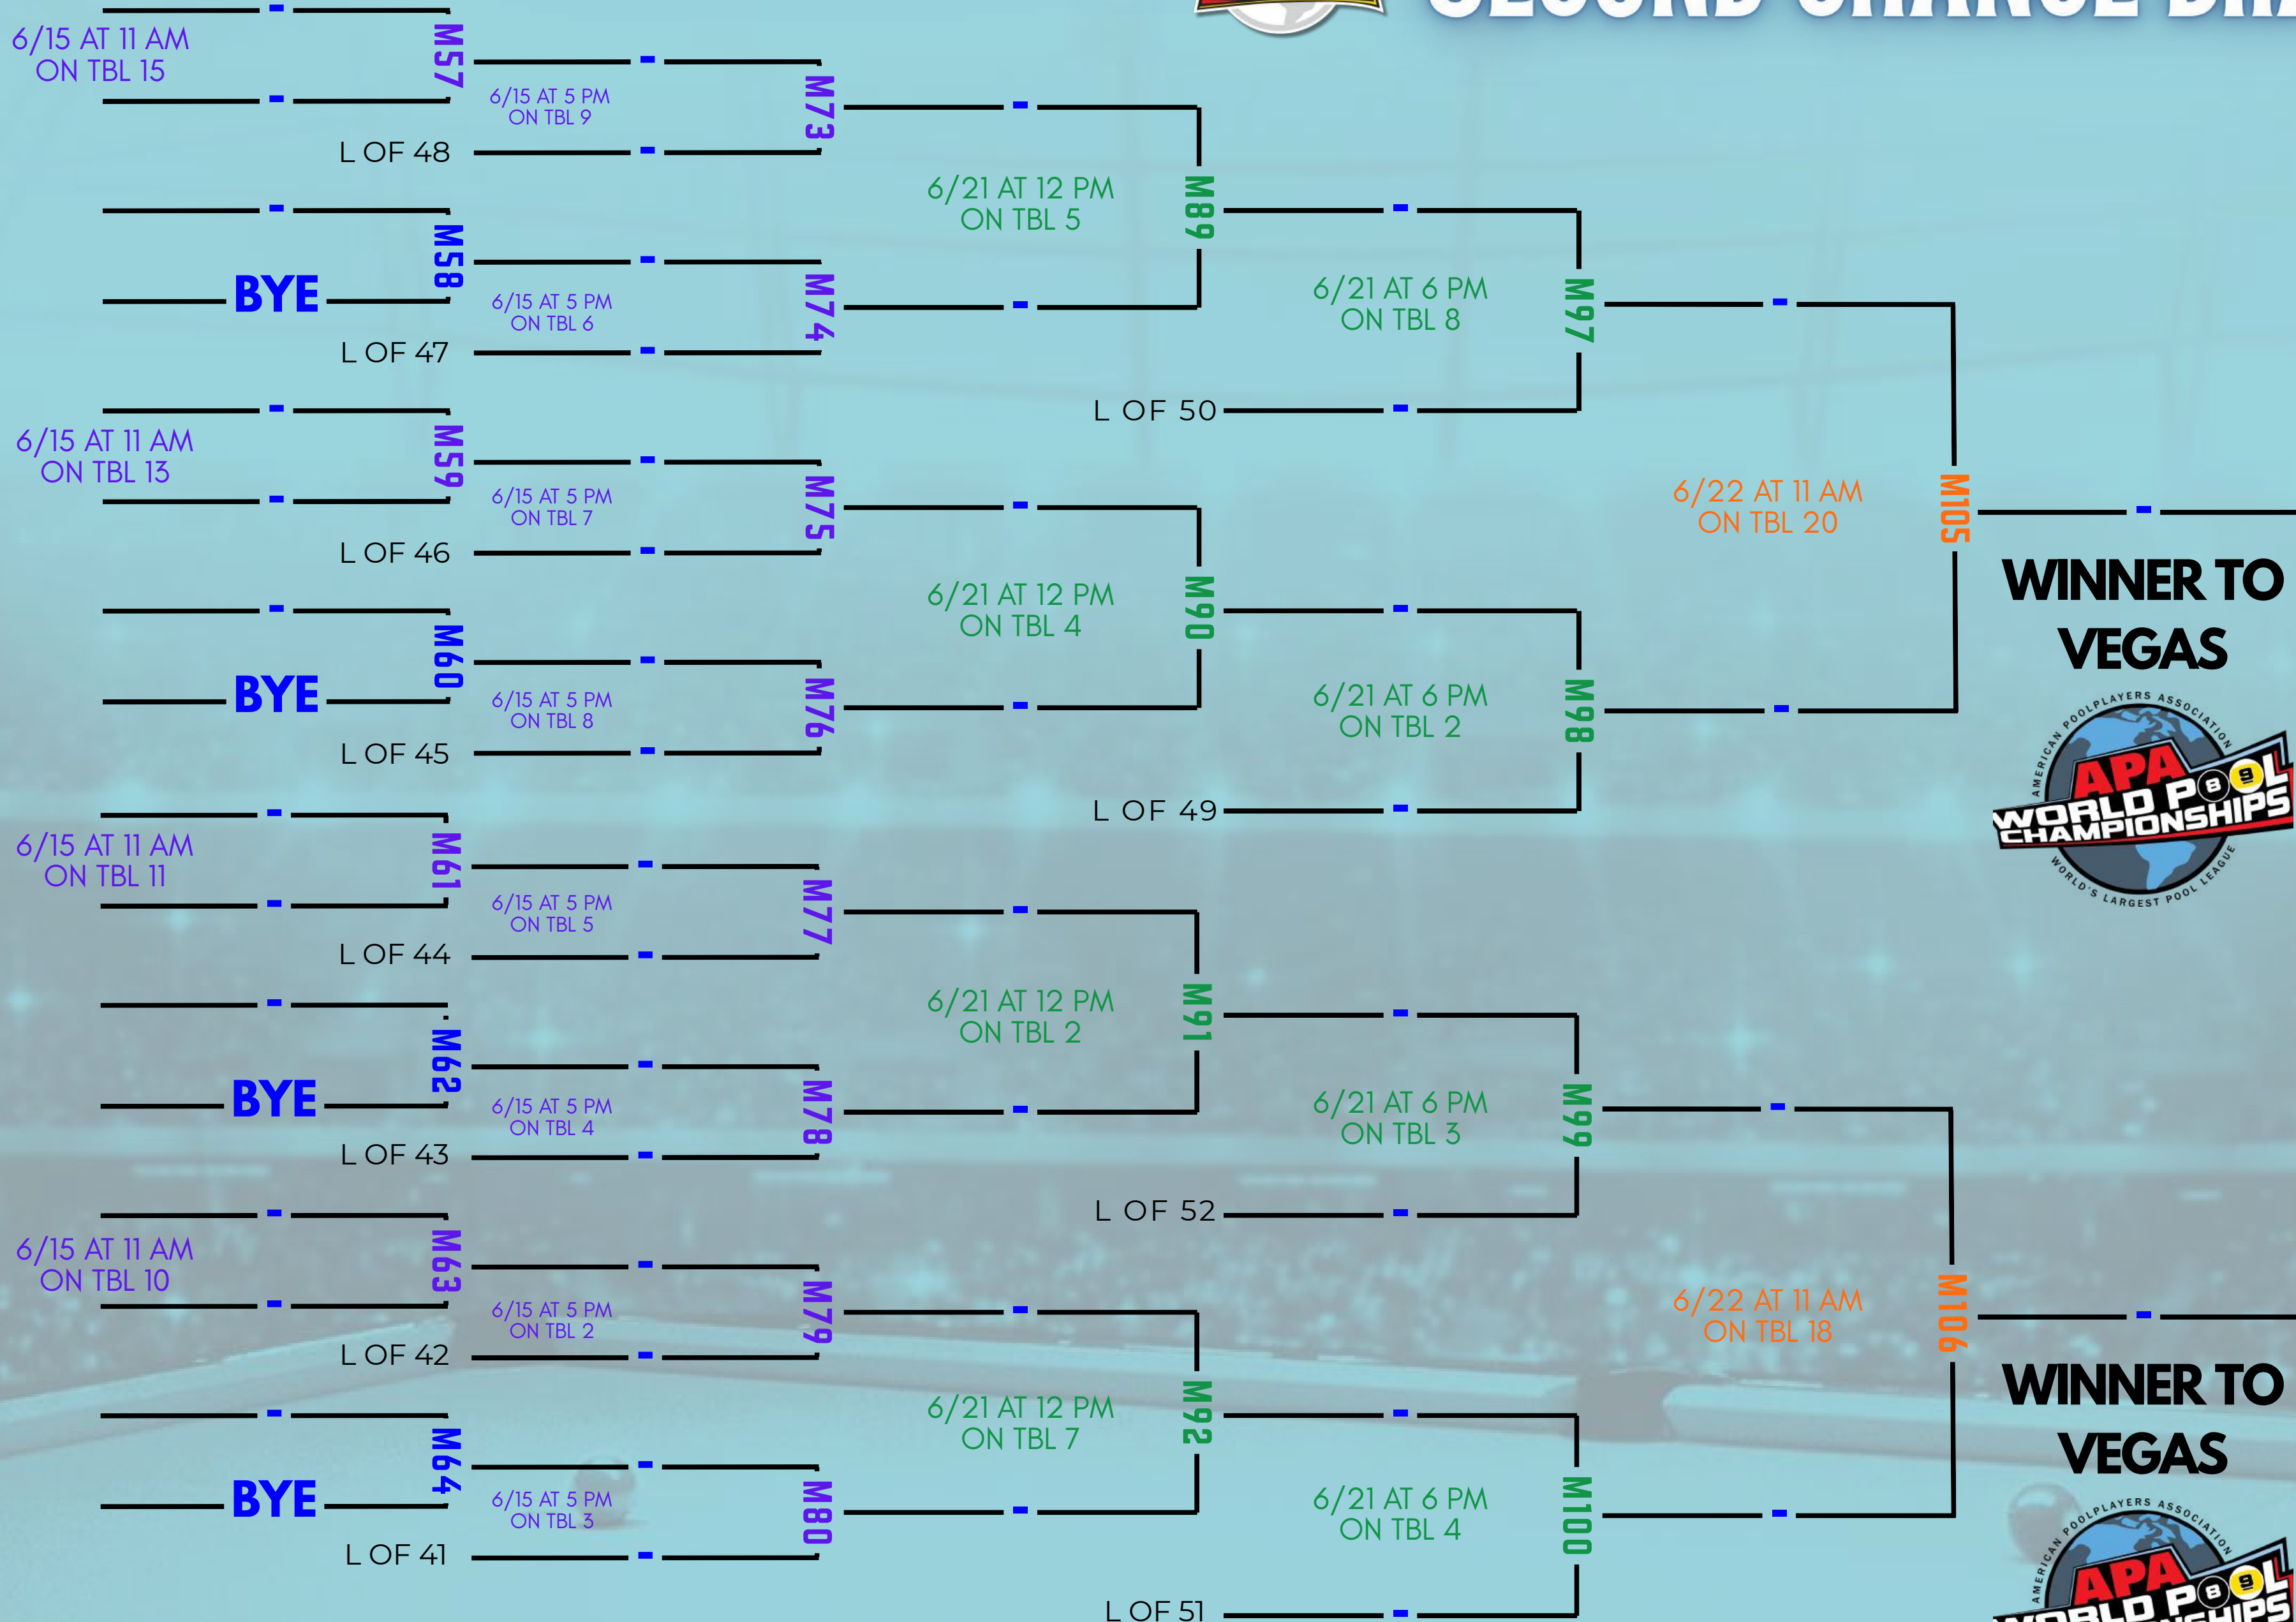 SECOND CHANCE
6/15 AT 11 AM
ON TBL 15
M57
6/15 AT 5 PM
ON TBL 9
M73
L OF 48
6/21 AT 12 PM
ON TBL 5
M89
M58
BYE
6/15 AT 5 PM
ON TBL 6
M74
L OF 47
6/21 AT 6 PM
ON TBL 8
M97
L OF 50
6/15 AT 11 AM
ON TBL 13
M59
6/15 AT 5 PM
ON TBL 7
M75
L OF 46
6/22 AT 11 AM
ON TBL 20
M105
6/21 AT 12 PM
ON TBL 4
M90
WINNER TO
VEGAS
M60
BYE
6/15 AT 5 PM
ON TBL 8
M76
L OF 45
6/21 AT 6 PM
ON TBL 2
M98
L OF 49
AMERICAN POOLPLAYERS ASSOCIATION
APA
WORLD POOL
CHAMPIONSHIPS
WORLD'S LARGEST POOL LEAGUE
6/15 AT 11 AM
ON TBL 11
M61
6/15 AT 5 PM
ON TBL 5
M77
L OF 44
6/21 AT 12 PM
ON TBL 2
M91
M62
BYE
6/15 AT 5 PM
ON TBL 4
M78
L OF 43
6/21 AT 6 PM
ON TBL 3
M99
L OF 52
6/15 AT 11 AM
ON TBL 10
M63
6/15 AT 5 PM
ON TBL 2
M79
L OF 42
6/22 AT 11 AM
ON TBL 18
M106
6/21 AT 12 PM
ON TBL 7
M92
WINNER TO
VEGAS
M64
BYE
6/15 AT 5 PM
ON TBL 3
M80
L OF 41
6/21 AT 6 PM
ON TBL 4
M100
L OF 51
AMERICAN POOLPLAYERS ASSOCIATION
APA
WORLD POOL